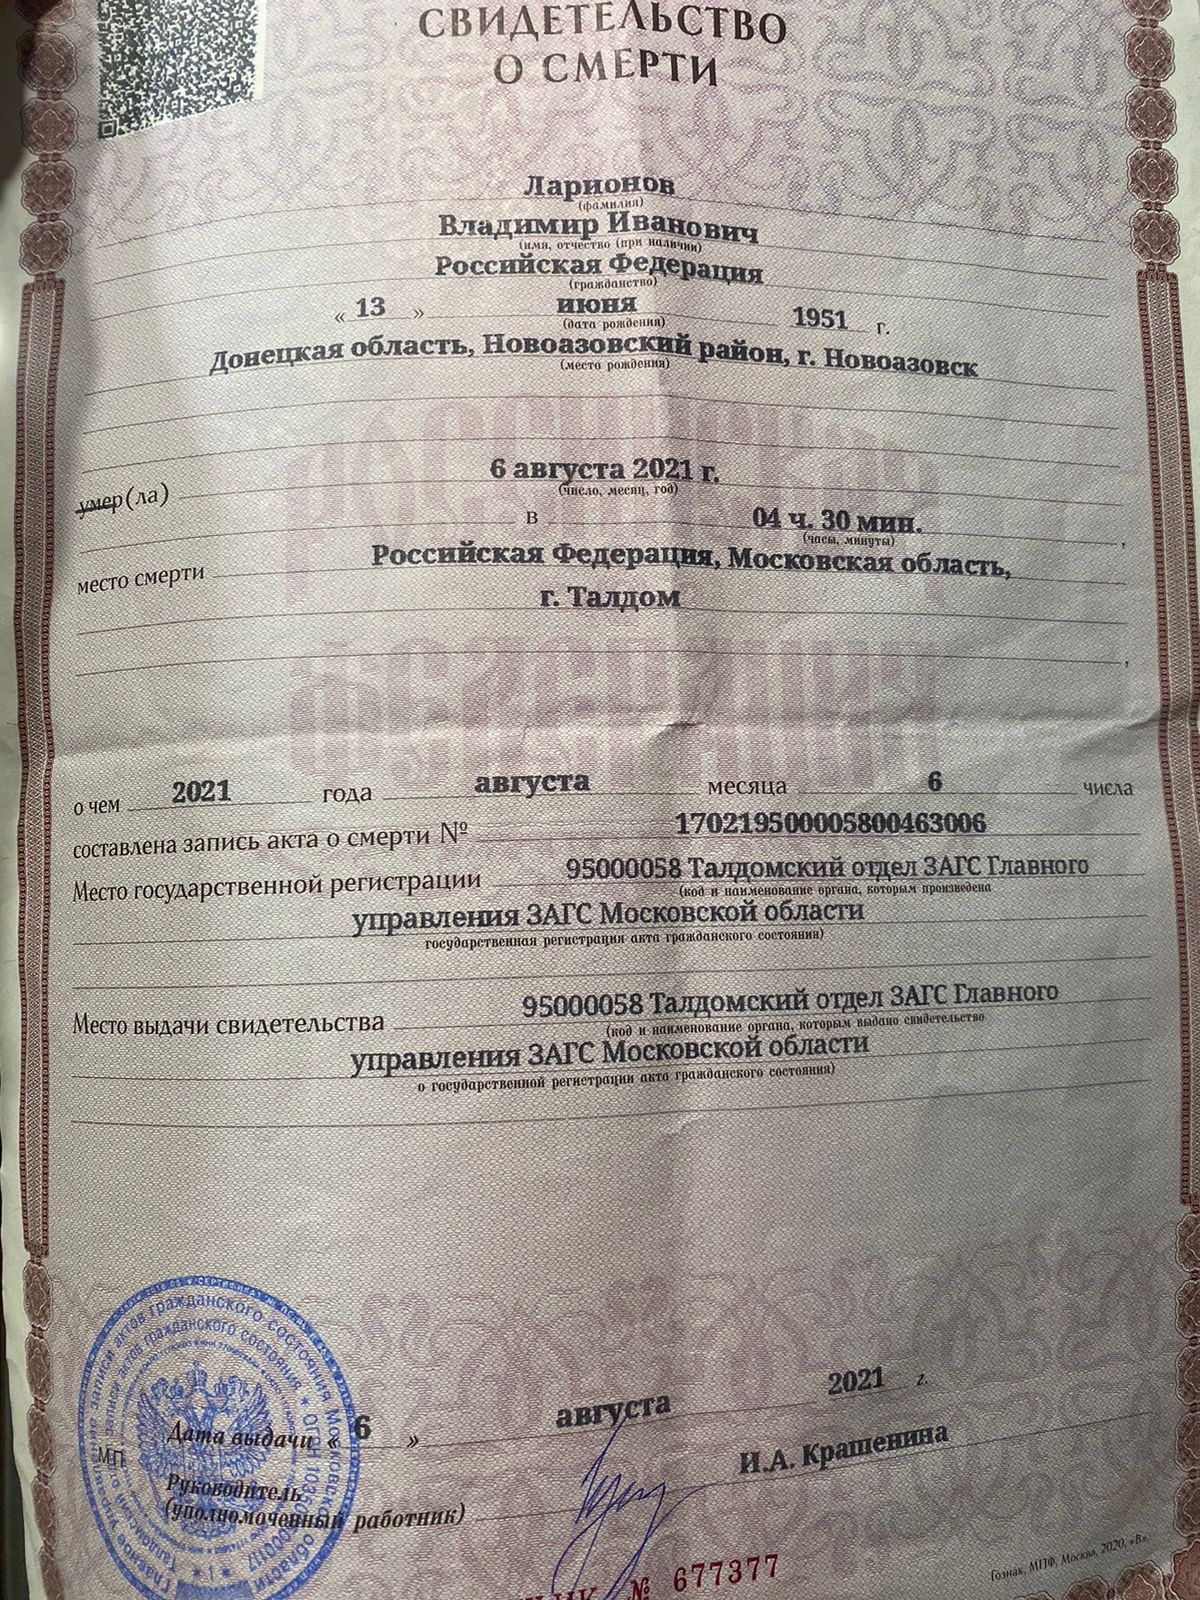 СВИДЕТЕЛЬСТВО
О СМЕРТИ
Ларионов
(фамилия)
Владимир Иванович
(имя, отчество (при наличии)
Российская Федерация
(гражданство)
« 13 » июня 1951 г.
(дата рождения)
Донецкая область, Новоазовский район, г. Новоазовск
(место рождения)
умер(ла) 6 августа 2021 г.
(число, месяц, год)
в 04 ч. 30 мин.,
(часы, минуты)
место смерти Российская Федерация, Московская область,
г. Талдом
,
о чем 2021 года августа месяца 6 числа
составлена запись акта о смерти № 170219500005800463006
Место государственной регистрации 95000058 Талдомский отдел ЗАГС Главного
(код и наименование органа, которым произведена
управления ЗАГС Московской области
государственная регистрация акта гражданского состояния)
Место выдачи свидетельства 95000058 Талдомский отдел ЗАГС Главного
(код и наименование органа, которым выдано свидетельство
управления ЗАГС Московской области
о государственной регистрации акта гражданского состояния)
Дата выдачи « 6 » августа 2021 г.
МП
Руководитель
(уполномоченный работник) И.А. Крашенина
№ 677377
Гознак, МПФ, Москва, 2020, «В».